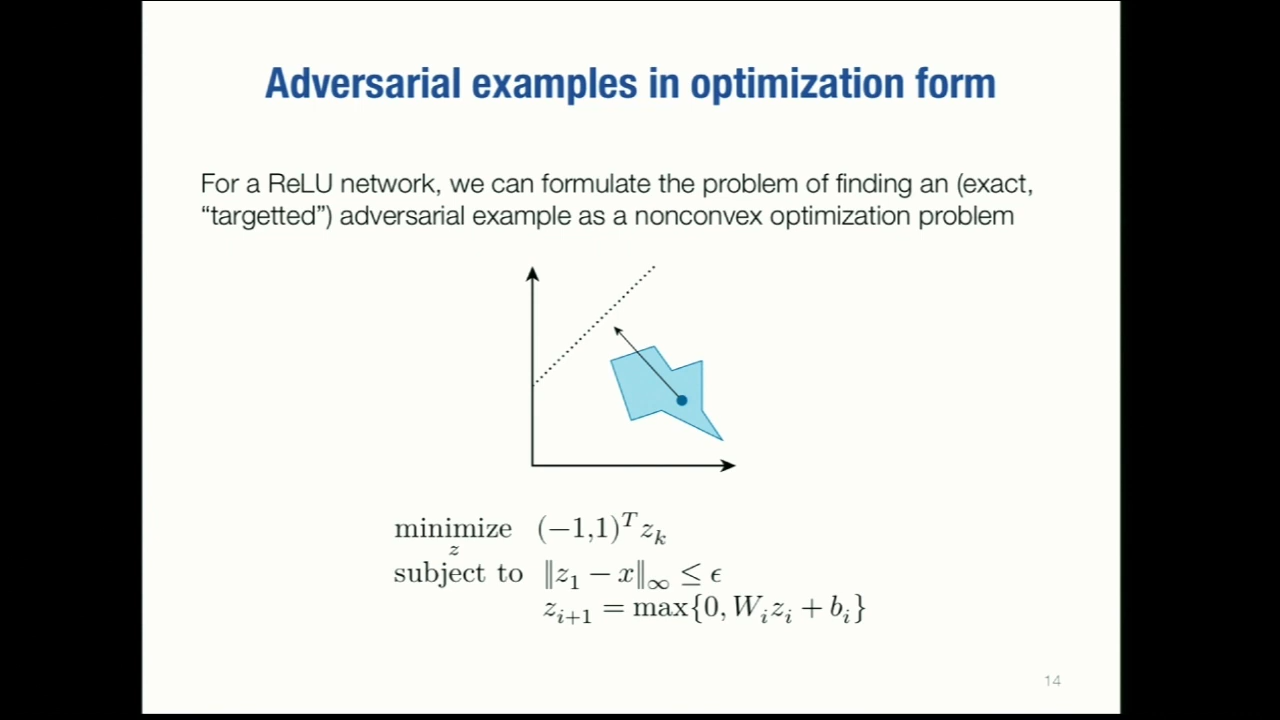 Adversarial examples in optimization form
For a ReLU network, we can formulate the problem of finding an (exact,
“targetted”) adversarial example as a nonconvex optimization problem
minimize (−1,1)^T z_k
z
subject to ‖z_1 − x‖_∞ ≤ ϵ
z_{i+1} = max{0, W_i z_i + b_i}
14